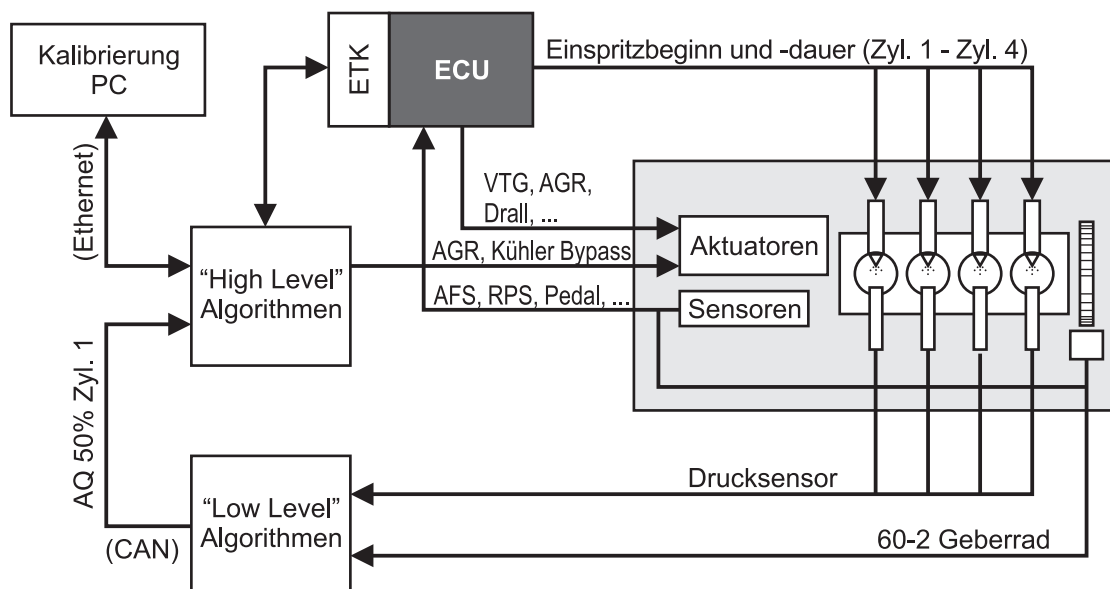 Kalibrierung
PC
ETK
ECU
Einspritzbeginn und -dauer (Zyl. 1 - Zyl. 4)
(Ethernet)
VTG, AGR,
Drall, ...
Aktuatoren
"High Level"
Algorithmen
AGR, Kühler Bypass
AFS, RPS, Pedal, ...
Sensoren
AQ 50% Zyl. 1
(CAN)
"Low Level"
Algorithmen
Drucksensor
60-2 Geberrad